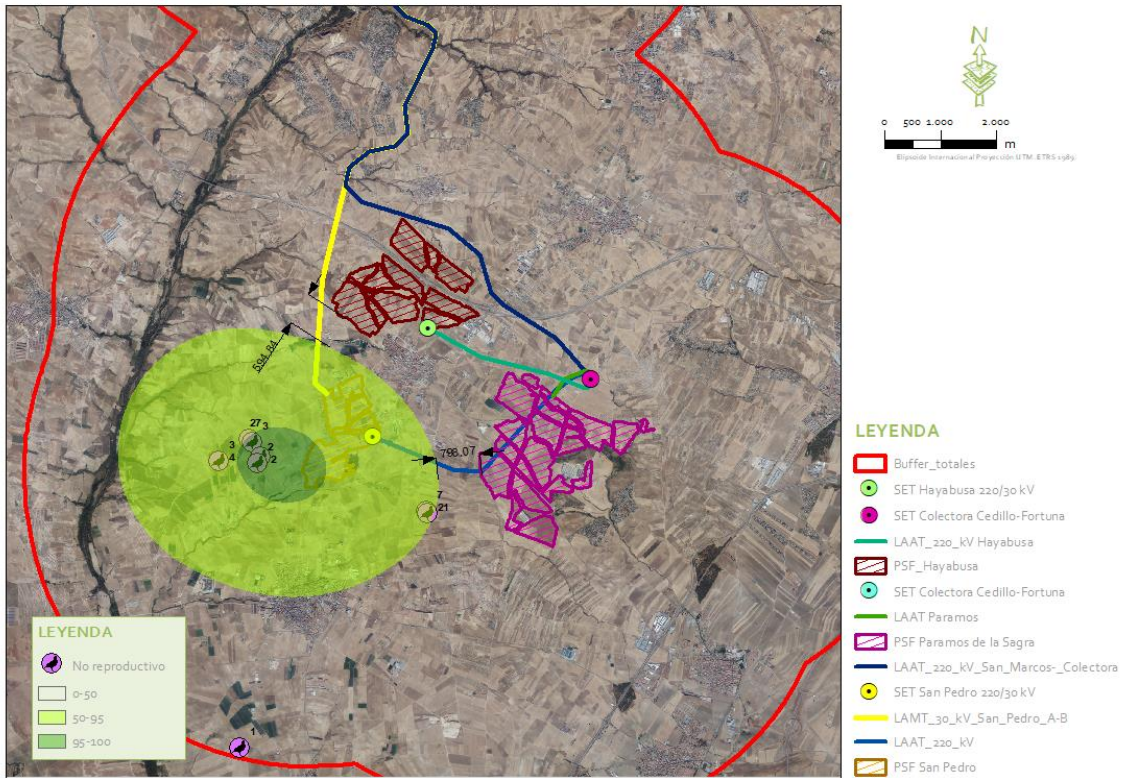 N
0 500 1.000 2.000
m
Elipsoide Internacional Proyección UTM ETRS 1989
594,84
27 3
3
4
2
2
798,07
7
21
1
LEYENDA
No reproductivo
0-50
50-95
95-100
LEYENDA
Buffer_totales
SET Hayabusa 220/30 kV
SET Colectora Cedillo-Fortuna
LAAT_220_kV Hayabusa
PSF_Hayabusa
SET Colectora Cedillo-Fortuna
LAAT Paramos
PSF Paramos de la Sagra
LAAT_220_kV_San_Marcos-_Colectora
SET San Pedro 220/30 kV
LAMT_30_kV_San_Pedro_A-B
LAAT_220_kV
PSF San Pedro